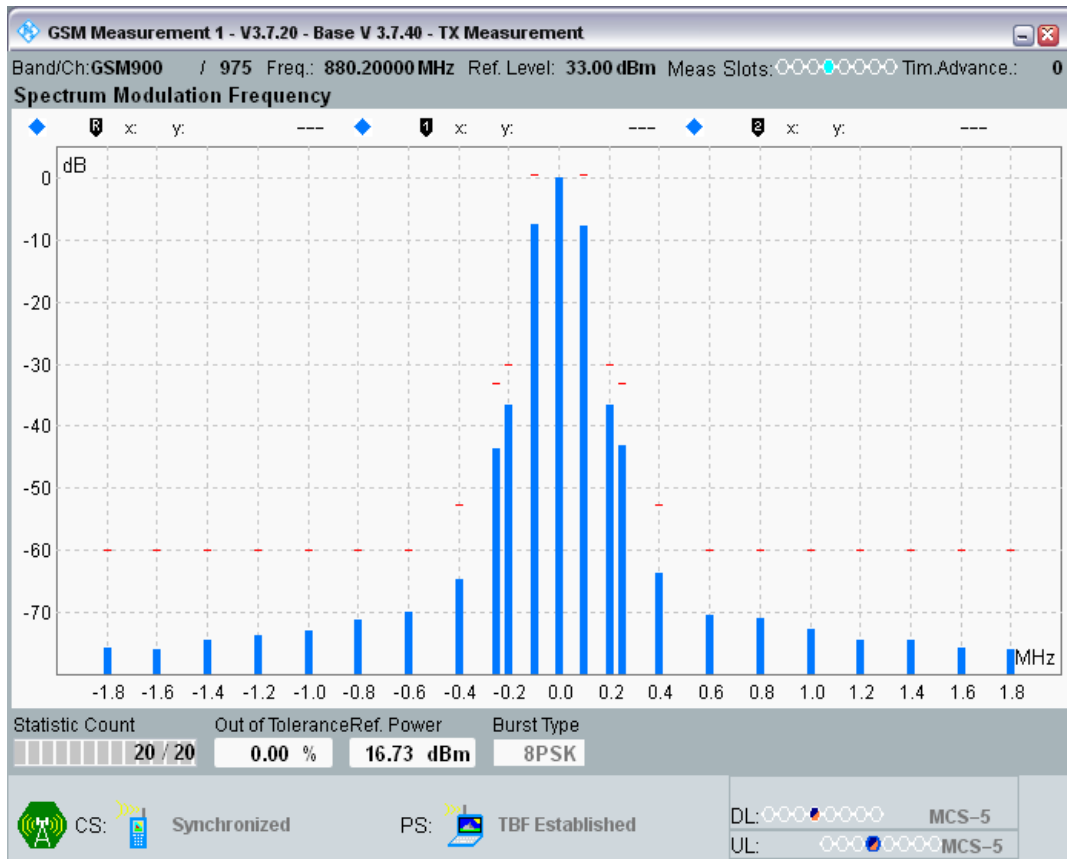 GSM Measurement 1 - V3.7.20 - Base V 3.7.40 - TX Measurement
Band/Ch:GSM900 / 975 Freq.: 880.20000 MHz Ref. Level: 33.00 dBm Meas Slots: Tim.Advance.: 0
Spectrum Modulation Frequency
R x: y: --- 1 x: y: --- 2 x: y: ---
dB
0
-10
-20
-30
-40
-50
-60
-70
MHz
-1.8 -1.6 -1.4 -1.2 -1.0 -0.8 -0.6 -0.4 -0.2 0.0 0.2 0.4 0.6 0.8 1.0 1.2 1.4 1.6 1.8
Statistic Count Out of Tolerance Ref. Power Burst Type
20 / 20 0.00 % 16.73 dBm 8PSK
CS: Synchronized PS: TBF Established
DL: MCS-5
UL: MCS-5